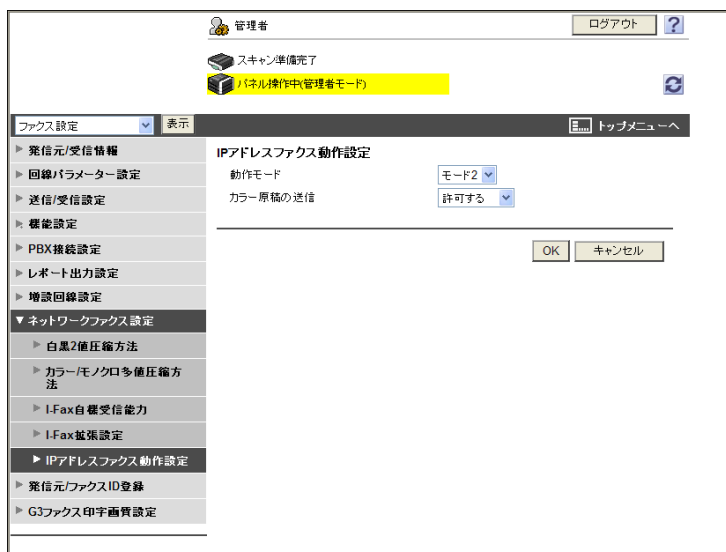 管理者
ログアウト
?
スキャン準備完了
パネル操作中(管理者モード)
ファクス設定
表示
トップメニューへ
発信元/受信情報
回線パラメーター設定
送信/受信設定
機能設定
PBX接続設定
レポート出力設定
増設回線設定
ネットワークファクス設定
白黒2値圧縮方法
カラー/モノクロ多値圧縮方
法
I-Fax自機受信能力
I-Fax拡張設定
IPアドレスファクス動作設定
発信元/ファクスID登録
G3ファクス印字画質設定
IPアドレスファクス動作設定
動作モード
モード2
カラー原稿の送信
許可する
OK
キャンセル